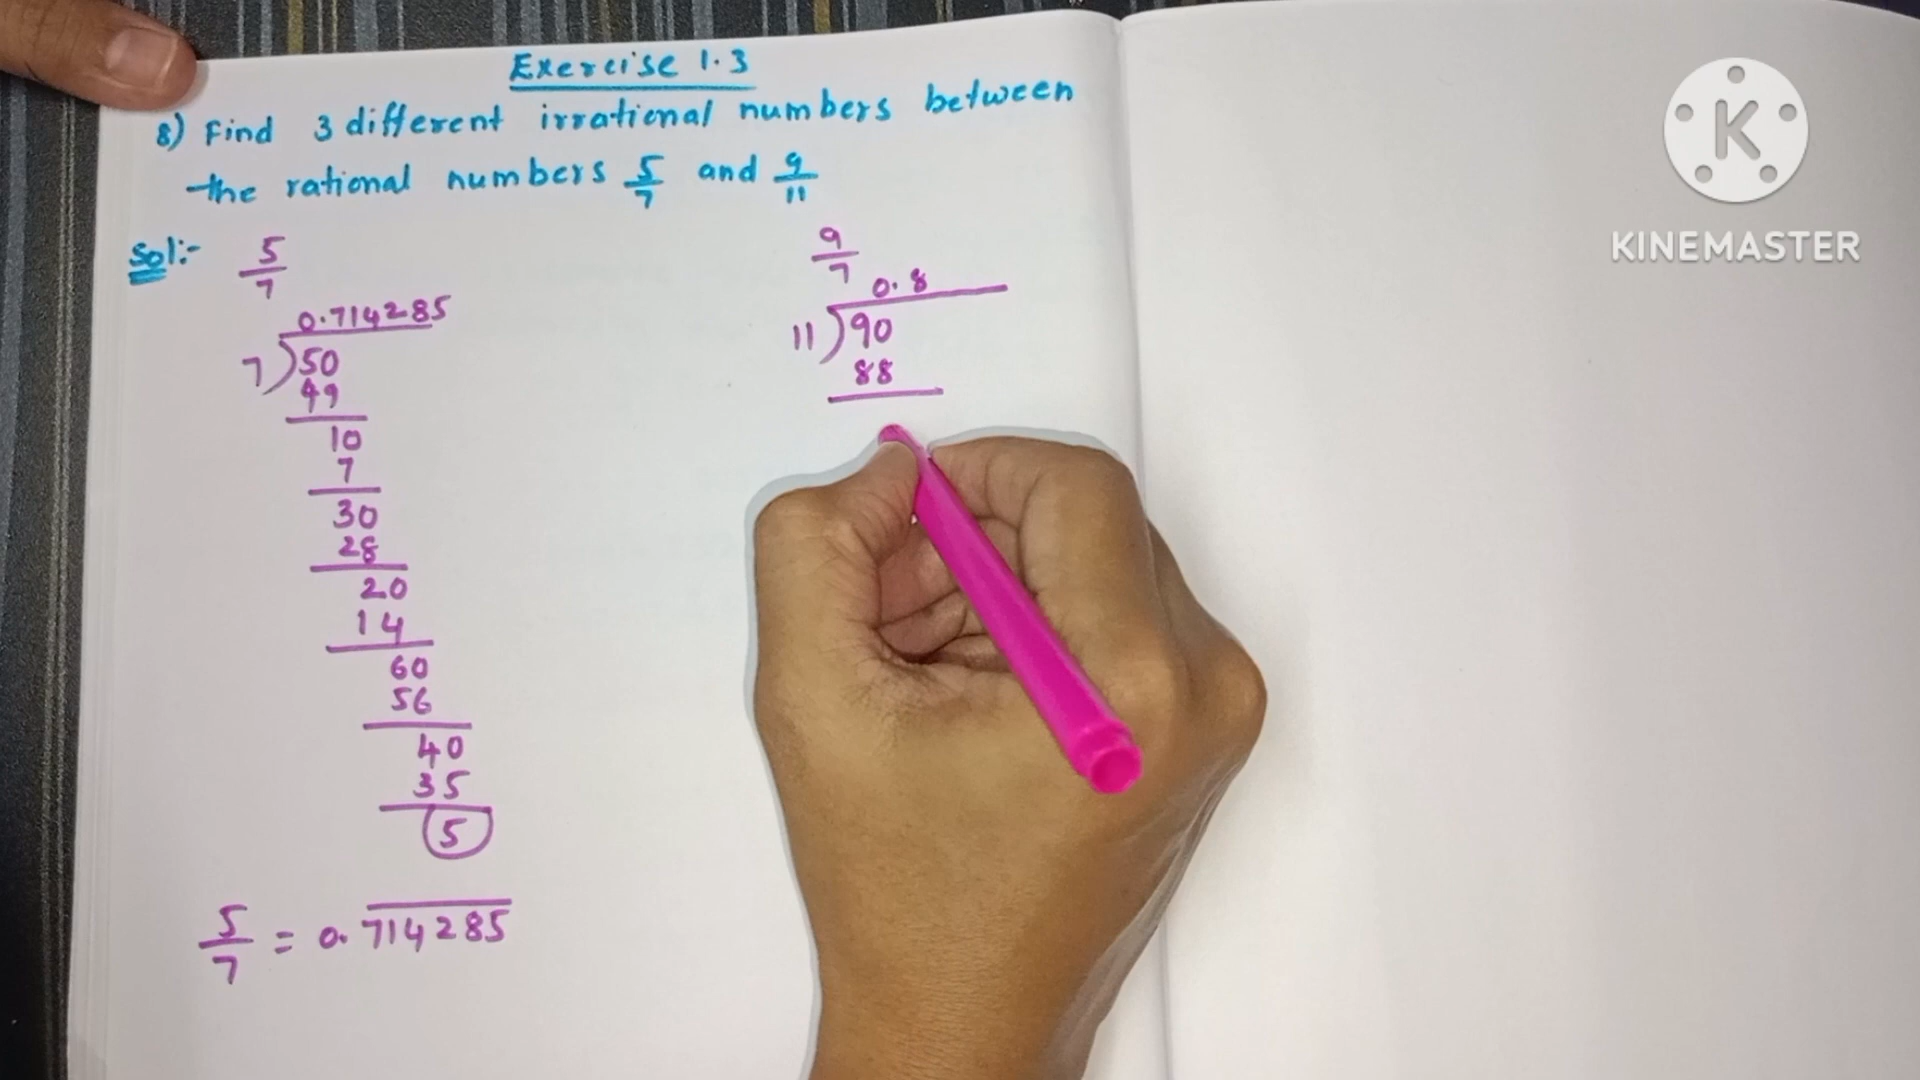 Exercise 1.3
8) Find 3 different irrational numbers between
the rational numbers 5/7 and 9/11
Sol:- 5/7
0.714285
7)50
49
10
7
30
28
20
14
60
56
40
35
5
5/7 = 0.714285
9/7
0.8
11)90
88
K
KINEMASTER